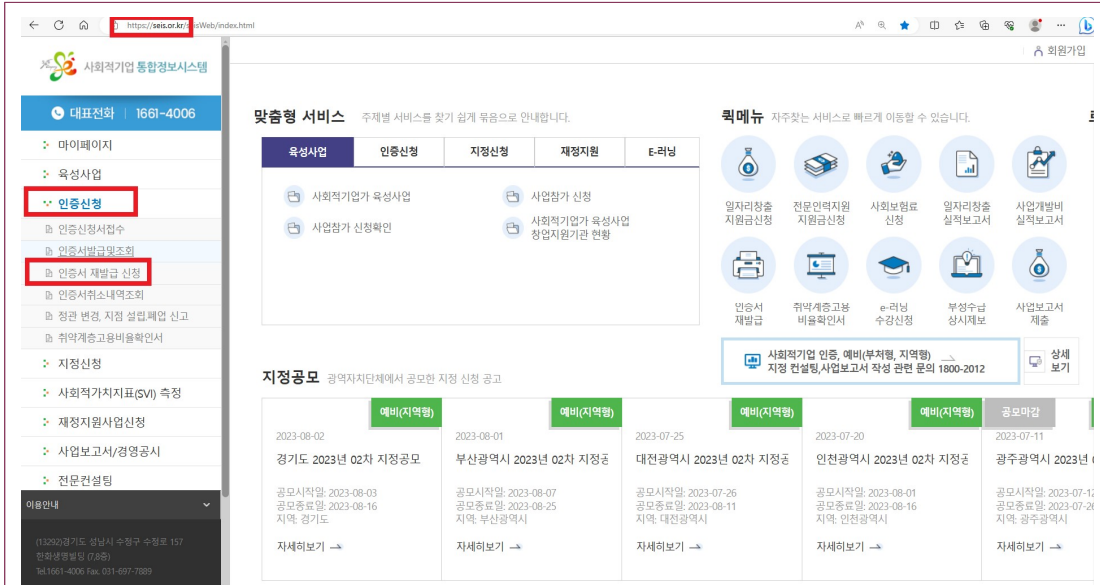 https://seis.or.kr/seisWeb/index.html
회원가입
사회적기업 통합정보시스템
대표전화 | 1661-4006
마이페이지
육성사업
인증신청
인증신청서접수
인증서발급및조회
인증서 재발급 신청
인증서취소내역조회
정관 변경, 지점 설립,폐업 신고
취약계층고용비율확인서
지정신청
사회적가치지표(SVI) 측정
재정지원사업신청
사업보고서/경영공시
전문컨설팅
이용안내
(13292)경기도 성남시 수정구 수정로 157
한화생명빌딩 (7,8층)
Tel.1661-4006 Fax. 031-697-7889
맞춤형 서비스 주제별 서비스를 찾기 쉽게 묶음으로 안내합니다.
육성사업 인증신청 지정신청 재정지원 E-러닝
사회적기업가 육성사업
사업참가 신청
사업참가 신청확인
사회적기업가 육성사업
창업지원기관 현황
퀵메뉴 자주찾는 서비스로 빠르게 이동할 수 있습니다.
일자리창출
지원금신청
전문인력지원
지원금신청
사회보험료
신청
일자리창출
실적보고서
사업개발비
실적보고서
인증서
재발급
취약계층고용
비율확인서
e-러닝
수강신청
부정수급
상시제보
사업보고서
제출
사회적기업 인증, 예비(부처형, 지역형)
지정 컨설팅,사업보고서 작성 관련 문의 1800-2012
상세
보기
지정공모 광역자치단체에서 공모한 지정 신청 공고
예비(지역형)
2023-08-02
경기도 2023년 02차 지정공모
공모시작일: 2023-08-03
공모종료일: 2023-08-16
지역: 경기도
자세히보기
예비(지역형)
2023-08-01
부산광역시 2023년 02차 지정공
공모시작일: 2023-08-07
공모종료일: 2023-08-25
지역: 부산광역시
자세히보기
예비(지역형)
2023-07-25
대전광역시 2023년 02차 지정공
공모시작일: 2023-07-26
공모종료일: 2023-08-11
지역: 대전광역시
자세히보기
예비(지역형)
2023-07-20
인천광역시 2023년 02차 지정공
공모시작일: 2023-08-01
공모종료일: 2023-08-16
지역: 인천광역시
자세히보기
공모마감
2023-07-11
광주광역시 2023년
공모시작일: 2023-07-12
공모종료일: 2023-07-26
지역: 광주광역시
자세히보기